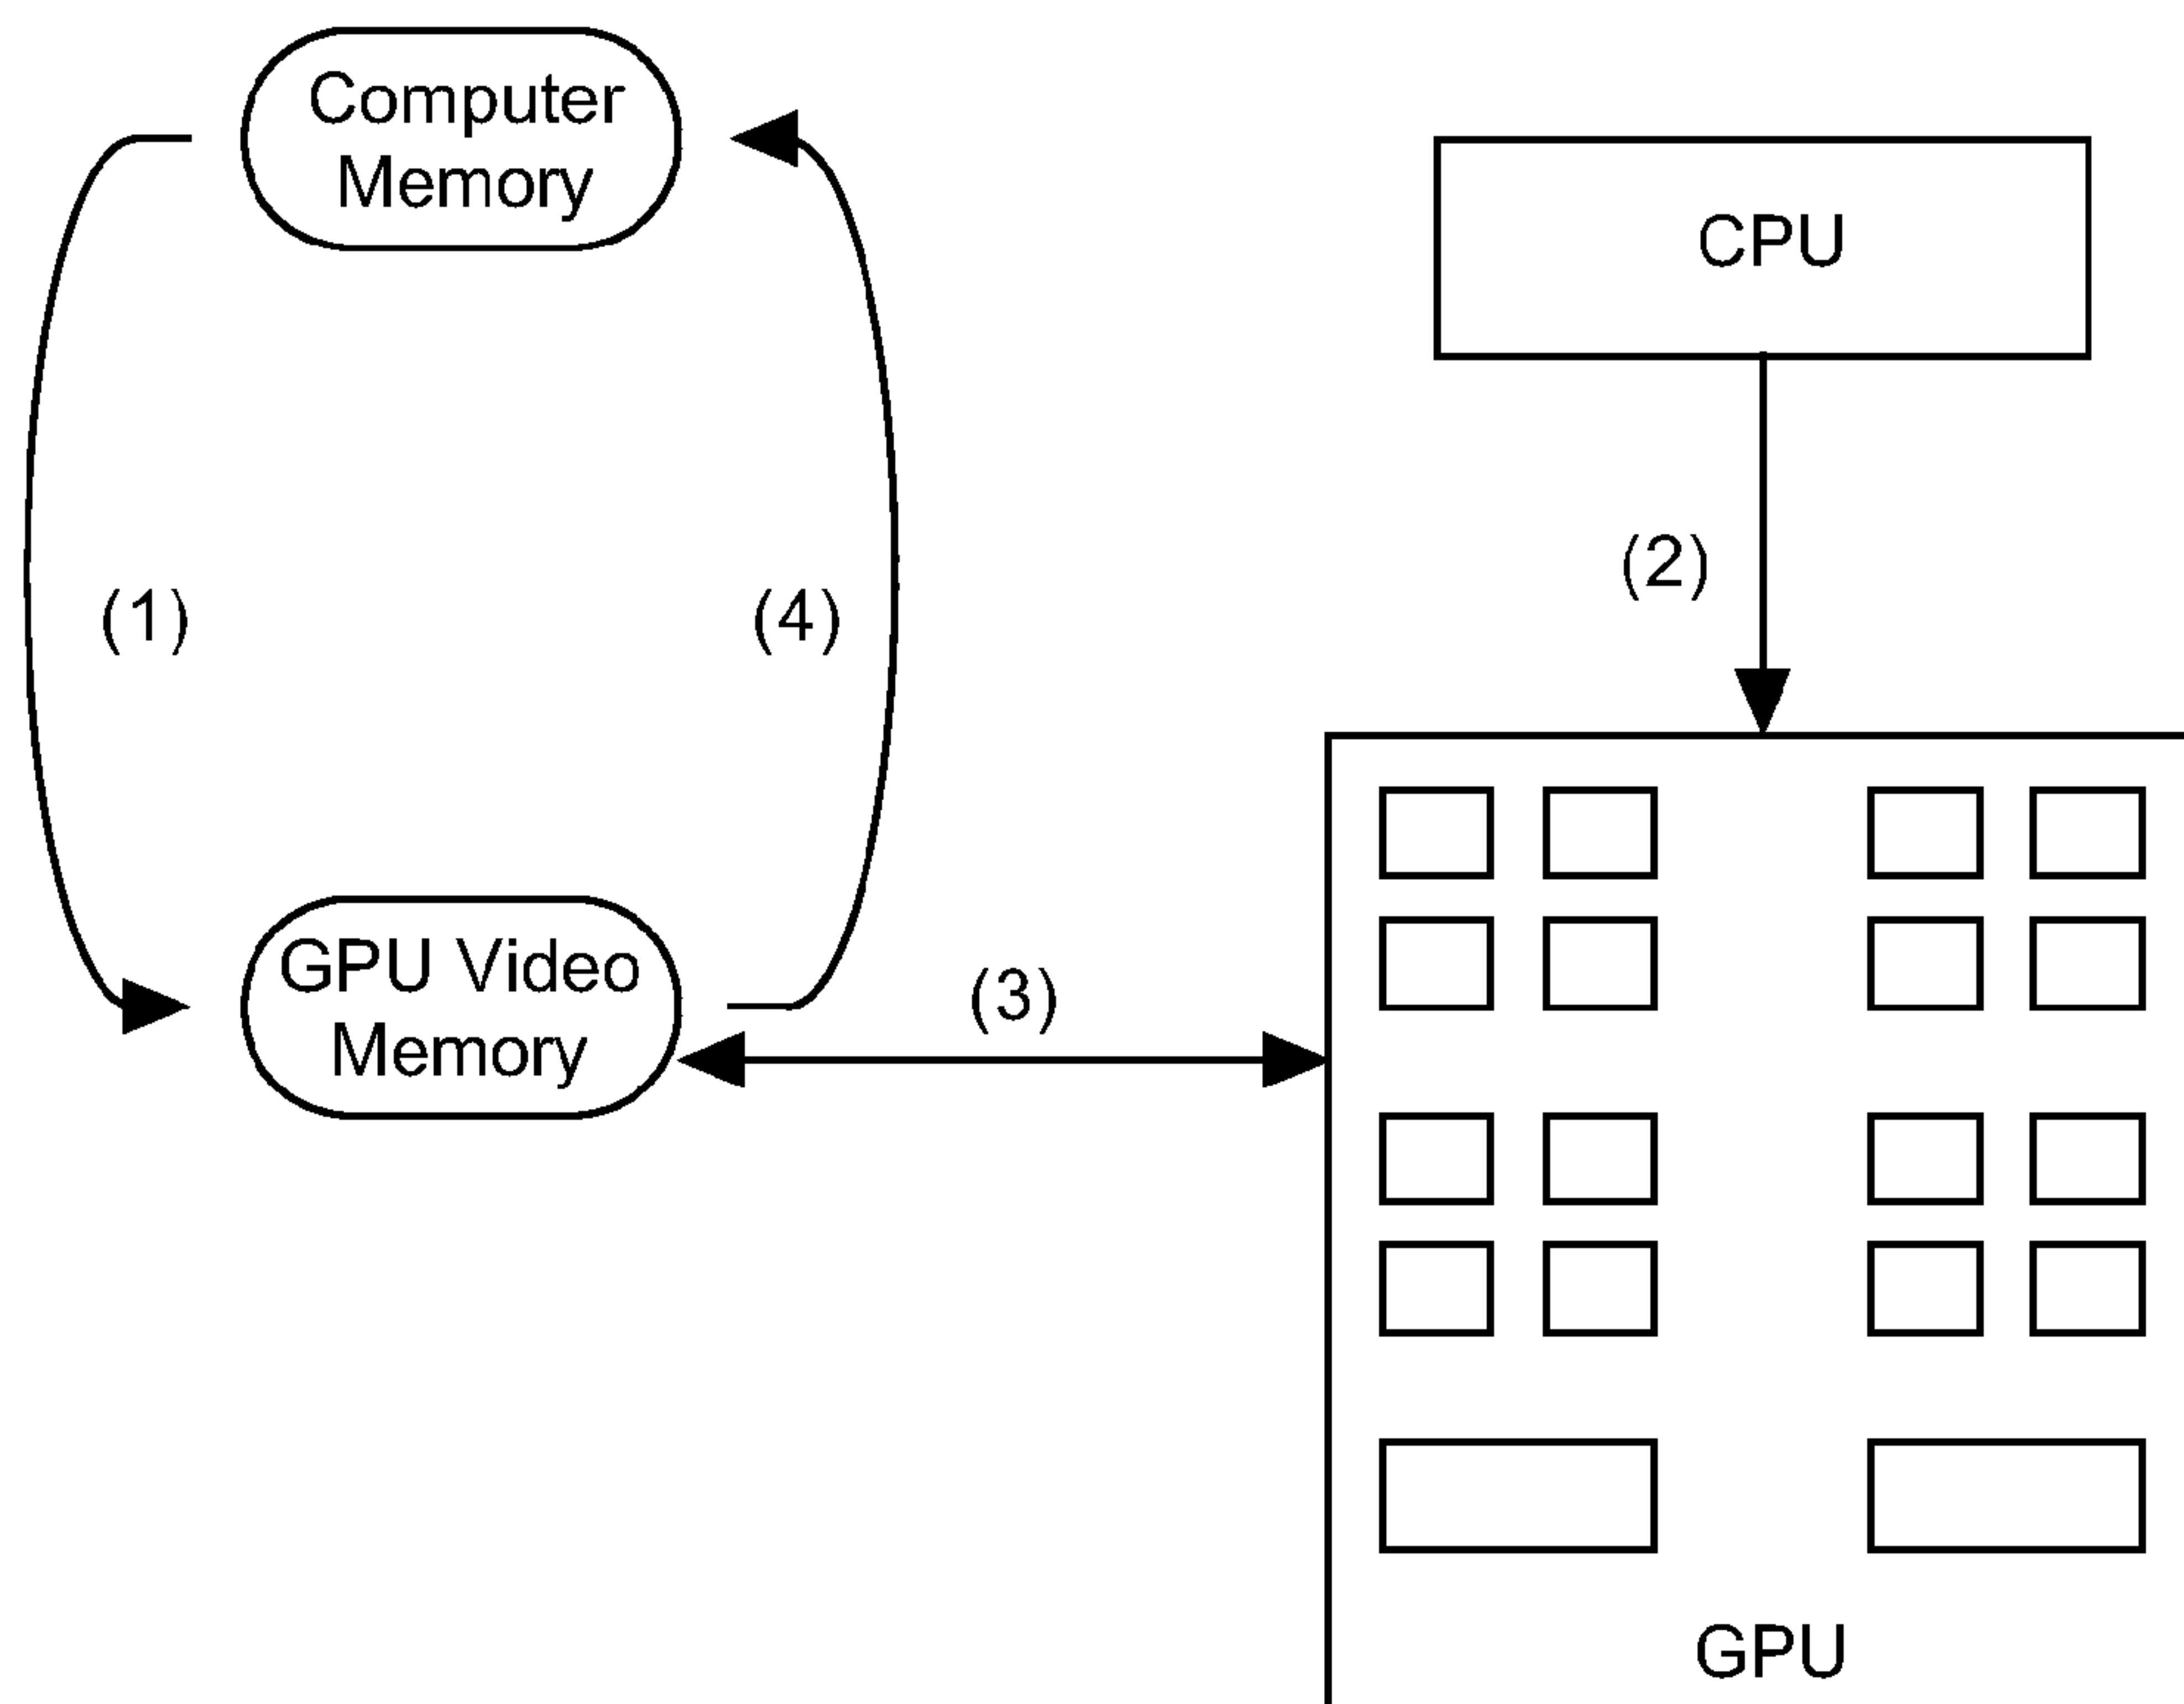 Computer
Memory
CPU
(1)
(4)
(2)
GPU Video
Memory
(3)
GPU